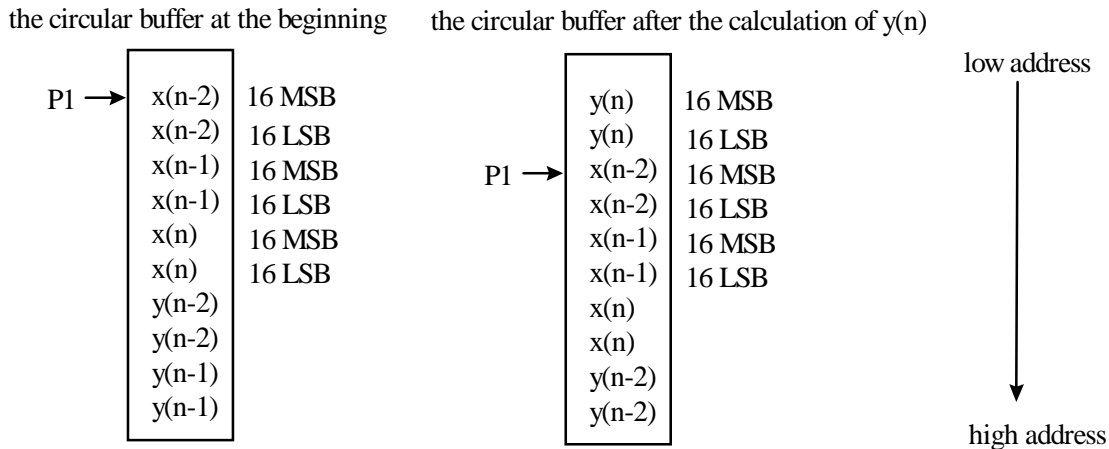 the circular buffer at the beginning
the circular buffer after the calculation of y(n)
low address
P1
x(n-2) 16 MSB
x(n-2) 16 LSB
x(n-1) 16 MSB
x(n-1) 16 LSB
x(n) 16 MSB
x(n) 16 LSB
y(n-2)
y(n-2)
y(n-1)
y(n-1)
P1
y(n) 16 MSB
y(n) 16 LSB
x(n-2) 16 MSB
x(n-2) 16 LSB
x(n-1) 16 MSB
x(n-1) 16 LSB
x(n)
x(n)
y(n-2)
y(n-2)
high address